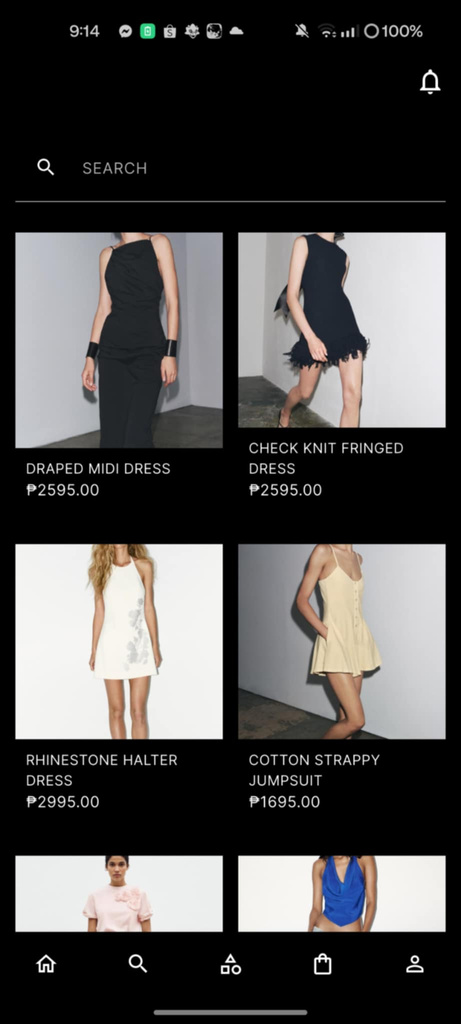 9:14
100%
SEARCH
DRAPED MIDI DRESS
₱2595.00
CHECK KNIT FRINGED
DRESS
₱2595.00
RHINESTONE HALTER
DRESS
₱2995.00
COTTON STRAPPY
JUMPSUIT
₱1695.00